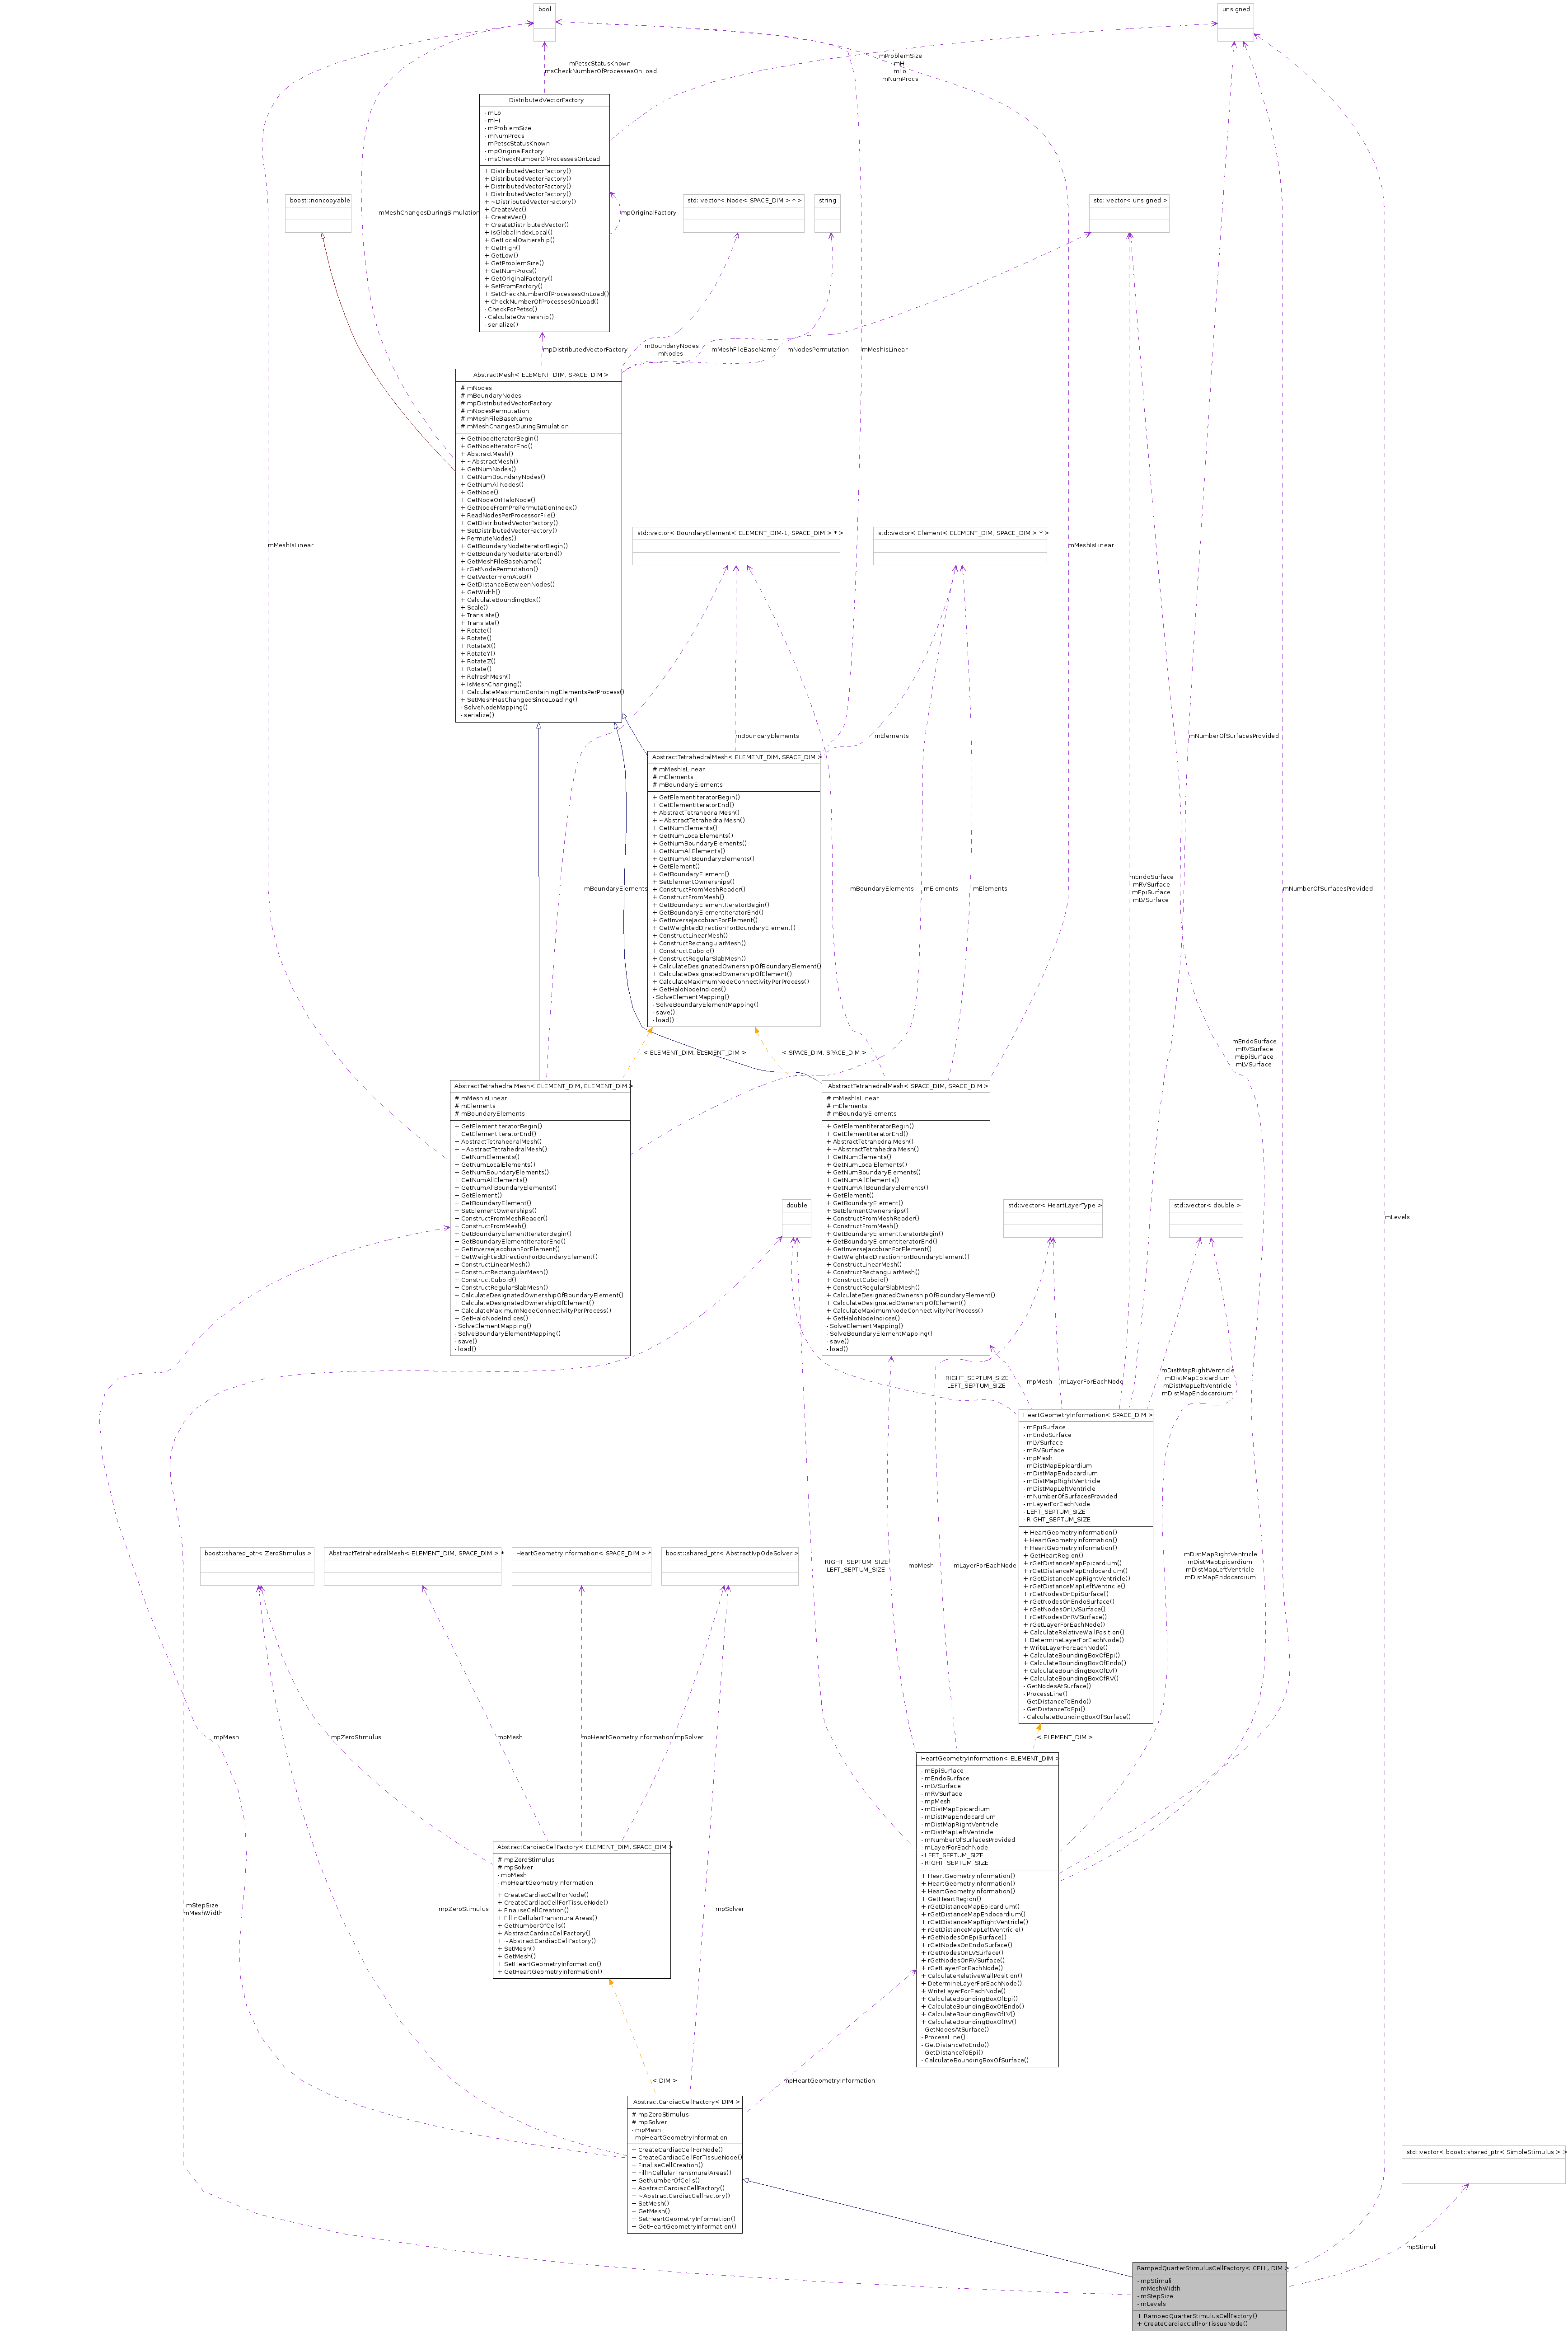 bool
unsigned
mPetscStatusKnown
msCheckNumberOfProcessesOnLoad
mProblemSize
mHi
mLo
mNumProcs
DistributedVectorFactory
- mLo
- mHi
- mProblemSize
- mNumProcs
- mPetscStatusKnown
- mpOriginalFactory
- msCheckNumberOfProcessesOnLoad
+ DistributedVectorFactory()
+ DistributedVectorFactory()
+ DistributedVectorFactory()
+ DistributedVectorFactory()
+ ~DistributedVectorFactory()
+ CreateVec()
+ CreateVec()
+ CreateDistributedVector()
+ IsGlobalIndexLocal()
+ GetLocalOwnership()
+ GetHigh()
+ GetLow()
+ GetProblemSize()
+ GetNumProcs()
+ GetOriginalFactory()
+ SetFromFactory()
+ SetCheckNumberOfProcessesOnLoad()
+ CheckNumberOfProcessesOnLoad()
- CheckForPetsc()
- CalculateOwnership()
- serialize()
boost::noncopyable
mMeshChangesDuringSimulation
mpOriginalFactory
std::vector< Node< SPACE_DIM > * >
string
std::vector< unsigned >
mpDistributedVectorFactory
mBoundaryNodes
mNodes
mMeshFileBaseName
mNodesPermutation
mMeshIsLinear
AbstractMesh< ELEMENT_DIM, SPACE_DIM >
# mNodes
# mBoundaryNodes
# mpDistributedVectorFactory
# mNodesPermutation
# mMeshFileBaseName
# mMeshChangesDuringSimulation
+ GetNodeIteratorBegin()
+ GetNodeIteratorEnd()
+ AbstractMesh()
+ ~AbstractMesh()
+ GetNumNodes()
+ GetNumBoundaryNodes()
+ GetNumAllNodes()
+ GetNode()
+ GetNodeOrHaloNode()
+ GetNodeFromPrePermutationIndex()
+ ReadNodesPerProcessorFile()
+ GetDistributedVectorFactory()
+ SetDistributedVectorFactory()
+ PermuteNodes()
+ GetBoundaryNodeIteratorBegin()
+ GetBoundaryNodeIteratorEnd()
+ GetMeshFileBaseName()
+ rGetNodePermutation()
+ GetVectorFromAtoB()
+ GetDistanceBetweenNodes()
+ GetWidth()
+ CalculateBoundingBox()
+ Scale()
+ Translate()
+ Translate()
+ Rotate()
+ Rotate()
+ RotateX()
+ RotateY()
+ RotateZ()
+ Rotate()
+ RefreshMesh()
+ IsMeshChanging()
+ CalculateMaximumContainingElementsPerProcess()
+ SetMeshHasChangedSinceLoading()
- SolveNodeMapping()
- serialize()
mMeshIsLinear
std::vector< BoundaryElement< ELEMENT_DIM-1, SPACE_DIM > * >
std::vector< Element< ELEMENT_DIM, SPACE_DIM > * >
mMeshIsLinear
mBoundaryElements
mElements
mNumberOfSurfacesProvided
AbstractTetrahedralMesh< ELEMENT_DIM, SPACE_DIM >
# mMeshIsLinear
# mElements
# mBoundaryElements
+ GetElementIteratorBegin()
+ GetElementIteratorEnd()
+ AbstractTetrahedralMesh()
+ ~AbstractTetrahedralMesh()
+ GetNumElements()
+ GetNumLocalElements()
+ GetNumBoundaryElements()
+ GetNumAllElements()
+ GetNumAllBoundaryElements()
+ GetElement()
+ GetBoundaryElement()
+ SetElementOwnerships()
+ ConstructFromMeshReader()
+ ConstructFromMesh()
+ GetBoundaryElementIteratorBegin()
+ GetBoundaryElementIteratorEnd()
+ GetInverseJacobianForElement()
+ GetWeightedDirectionForBoundaryElement()
+ ConstructLinearMesh()
+ ConstructRectangularMesh()
+ ConstructCuboid()
+ ConstructRegularSlabMesh()
+ CalculateDesignatedOwnershipOfBoundaryElement()
+ CalculateDesignatedOwnershipOfElement()
+ CalculateMaximumNodeConnectivityPerProcess()
+ GetHaloNodeIndices()
- SolveElementMapping()
- SolveBoundaryElementMapping()
- save()
- load()
mBoundaryElements
mBoundaryElements
mElements
mElements
mEndoSurface
mRVSurface
mEpiSurface
mLVSurface
mNumberOfSurfacesProvided
mEndoSurface
mRVSurface
mEpiSurface
mLVSurface
< ELEMENT_DIM, ELEMENT_DIM >
< SPACE_DIM, SPACE_DIM >
AbstractTetrahedralMesh< ELEMENT_DIM, ELEMENT_DIM >
# mMeshIsLinear
# mElements
# mBoundaryElements
+ GetElementIteratorBegin()
+ GetElementIteratorEnd()
+ AbstractTetrahedralMesh()
+ ~AbstractTetrahedralMesh()
+ GetNumElements()
+ GetNumLocalElements()
+ GetNumBoundaryElements()
+ GetNumAllElements()
+ GetNumAllBoundaryElements()
+ GetElement()
+ GetBoundaryElement()
+ SetElementOwnerships()
+ ConstructFromMeshReader()
+ ConstructFromMesh()
+ GetBoundaryElementIteratorBegin()
+ GetBoundaryElementIteratorEnd()
+ GetInverseJacobianForElement()
+ GetWeightedDirectionForBoundaryElement()
+ ConstructLinearMesh()
+ ConstructRectangularMesh()
+ ConstructCuboid()
+ ConstructRegularSlabMesh()
+ CalculateDesignatedOwnershipOfBoundaryElement()
+ CalculateDesignatedOwnershipOfElement()
+ CalculateMaximumNodeConnectivityPerProcess()
+ GetHaloNodeIndices()
- SolveElementMapping()
- SolveBoundaryElementMapping()
- save()
- load()
AbstractTetrahedralMesh< SPACE_DIM, SPACE_DIM >
# mMeshIsLinear
# mElements
# mBoundaryElements
+ GetElementIteratorBegin()
+ GetElementIteratorEnd()
+ AbstractTetrahedralMesh()
+ ~AbstractTetrahedralMesh()
+ GetNumElements()
+ GetNumLocalElements()
+ GetNumBoundaryElements()
+ GetNumAllElements()
+ GetNumAllBoundaryElements()
+ GetElement()
+ GetBoundaryElement()
+ SetElementOwnerships()
+ ConstructFromMeshReader()
+ ConstructFromMesh()
+ GetBoundaryElementIteratorBegin()
+ GetBoundaryElementIteratorEnd()
+ GetInverseJacobianForElement()
+ GetWeightedDirectionForBoundaryElement()
+ ConstructLinearMesh()
+ ConstructRectangularMesh()
+ ConstructCuboid()
+ ConstructRegularSlabMesh()
+ CalculateDesignatedOwnershipOfBoundaryElement()
+ CalculateDesignatedOwnershipOfElement()
+ CalculateMaximumNodeConnectivityPerProcess()
+ GetHaloNodeIndices()
- SolveElementMapping()
- SolveBoundaryElementMapping()
- save()
- load()
double
std::vector< HeartLayerType >
std::vector< double >
mLevels
RIGHT_SEPTUM_SIZE
LEFT_SEPTUM_SIZE
mpMesh
mLayerForEachNode
mDistMapRightVentricle
mDistMapEpicardium
mDistMapLeftVentricle
mDistMapEndocardium
HeartGeometryInformation< SPACE_DIM >
- mEpiSurface
- mEndoSurface
- mLVSurface
- mRVSurface
- mpMesh
- mDistMapEpicardium
- mDistMapEndocardium
- mDistMapRightVentricle
- mDistMapLeftVentricle
- mNumberOfSurfacesProvided
- mLayerForEachNode
- LEFT_SEPTUM_SIZE
- RIGHT_SEPTUM_SIZE
+ HeartGeometryInformation()
+ HeartGeometryInformation()
+ HeartGeometryInformation()
+ GetHeartRegion()
+ rGetDistanceMapEpicardium()
+ rGetDistanceMapEndocardium()
+ rGetDistanceMapRightVentricle()
+ rGetDistanceMapLeftVentricle()
+ rGetNodesOnEpiSurface()
+ rGetNodesOnEndoSurface()
+ rGetNodesOnLVSurface()
+ rGetNodesOnRVSurface()
+ rGetLayerForEachNode()
+ CalculateRelativeWallPosition()
+ DetermineLayerForEachNode()
+ WriteLayerForEachNode()
+ CalculateBoundingBoxOfEpi()
+ CalculateBoundingBoxOfEndo()
+ CalculateBoundingBoxOfLV()
+ CalculateBoundingBoxOfRV()
- GetNodesAtSurface()
- ProcessLine()
- GetDistanceToEndo()
- GetDistanceToEpi()
- CalculateBoundingBoxOfSurface()
boost::shared_ptr< ZeroStimulus >
AbstractTetrahedralMesh< ELEMENT_DIM, SPACE_DIM > *
HeartGeometryInformation< SPACE_DIM > *
boost::shared_ptr< AbstractIvpOdeSolver >
RIGHT_SEPTUM_SIZE
LEFT_SEPTUM_SIZE
mpMesh
mLayerForEachNode
mDistMapRightVentricle
mDistMapEpicardium
mDistMapLeftVentricle
mDistMapEndocardium
mpMesh
mpZeroStimulus
mpMesh
mpHeartGeometryInformation
mpSolver
< ELEMENT_DIM >
HeartGeometryInformation< ELEMENT_DIM >
- mEpiSurface
- mEndoSurface
- mLVSurface
- mRVSurface
- mpMesh
- mDistMapEpicardium
- mDistMapEndocardium
- mDistMapRightVentricle
- mDistMapLeftVentricle
- mNumberOfSurfacesProvided
- mLayerForEachNode
- LEFT_SEPTUM_SIZE
- RIGHT_SEPTUM_SIZE
+ HeartGeometryInformation()
+ HeartGeometryInformation()
+ HeartGeometryInformation()
+ GetHeartRegion()
+ rGetDistanceMapEpicardium()
+ rGetDistanceMapEndocardium()
+ rGetDistanceMapRightVentricle()
+ rGetDistanceMapLeftVentricle()
+ rGetNodesOnEpiSurface()
+ rGetNodesOnEndoSurface()
+ rGetNodesOnLVSurface()
+ rGetNodesOnRVSurface()
+ rGetLayerForEachNode()
+ CalculateRelativeWallPosition()
+ DetermineLayerForEachNode()
+ WriteLayerForEachNode()
+ CalculateBoundingBoxOfEpi()
+ CalculateBoundingBoxOfEndo()
+ CalculateBoundingBoxOfLV()
+ CalculateBoundingBoxOfRV()
- GetNodesAtSurface()
- ProcessLine()
- GetDistanceToEndo()
- GetDistanceToEpi()
- CalculateBoundingBoxOfSurface()
AbstractCardiacCellFactory< ELEMENT_DIM, SPACE_DIM >
# mpZeroStimulus
# mpSolver
- mpMesh
- mpHeartGeometryInformation
+ CreateCardiacCellForNode()
+ CreateCardiacCellForTissueNode()
+ FinaliseCellCreation()
+ FillInCellularTransmuralAreas()
+ GetNumberOfCells()
+ AbstractCardiacCellFactory()
+ ~AbstractCardiacCellFactory()
+ SetMesh()
+ GetMesh()
+ SetHeartGeometryInformation()
+ GetHeartGeometryInformation()
mStepSize
mMeshWidth
mpZeroStimulus
mpSolver
< DIM >
mpHeartGeometryInformation
AbstractCardiacCellFactory< DIM >
# mpZeroStimulus
# mpSolver
- mpMesh
- mpHeartGeometryInformation
+ CreateCardiacCellForNode()
+ CreateCardiacCellForTissueNode()
+ FinaliseCellCreation()
+ FillInCellularTransmuralAreas()
+ GetNumberOfCells()
+ AbstractCardiacCellFactory()
+ ~AbstractCardiacCellFactory()
+ SetMesh()
+ GetMesh()
+ SetHeartGeometryInformation()
+ GetHeartGeometryInformation()
std::vector< boost::shared_ptr< SimpleStimulus > >
mpStimuli
RampedQuarterStimulusCellFactory< CELL, DIM >
- mpStimuli
- mMeshWidth
- mStepSize
- mLevels
+ RampedQuarterStimulusCellFactory()
+ CreateCardiacCellForTissueNode()